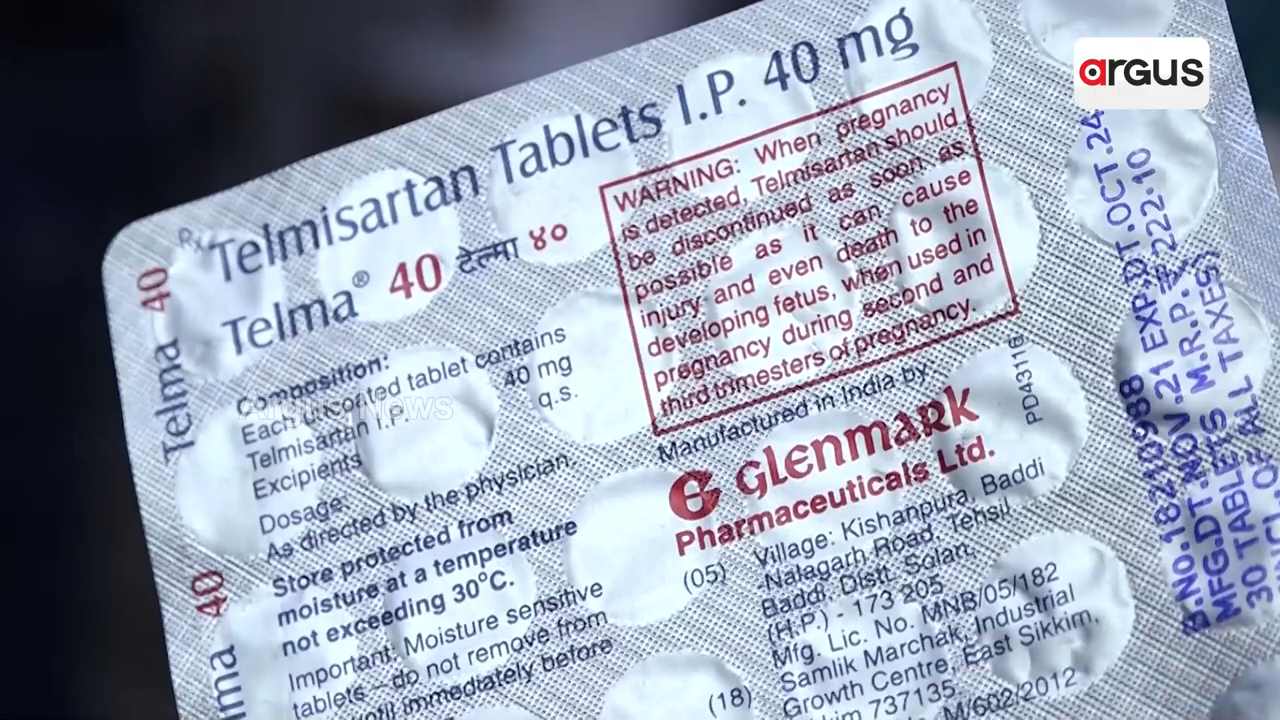 argus
Rx Telmisartan Tablets I.P. 40 mg
Telma® 40 टेल्मा ४०
Telma 40
Composition:
Each uncoated tablet contains
Telmisartan I.P. 40 mg
Excipients q.s.
Dosage:
As directed by the physician.
Store protected from
moisture at a temperature
not exceeding 30°C.
Important: Moisture sensitive
tablets – do not remove from
until immediately before
40
WARNING: When pregnancy
is detected, Telmisartan should
be discontinued as soon as
possible as it can cause
injury and even death to the
developing fetus, when used in
pregnancy during second and
third trimesters of pregnancy.
Manufactured in India by
GLENMARK
Pharmaceuticals Ltd.
(05) Village: Kishanpura, Baddi
Nalagarh Road, Tehsil
Baddi, Distt. Solan,
(H.P.) - 173 205
Mfg. Lic. No. MNB/05/182
(18) Samlik Marchak, Industrial
Growth Centre, East Sikkim,
737135
M/602/2012
PD4311G
B.NO.18210988
MFG.DT.NOV.21 EXP.DT.OCT.24
30 TABLETS M.R.P.₹222.10
OF ALL TAXES)
Argus News